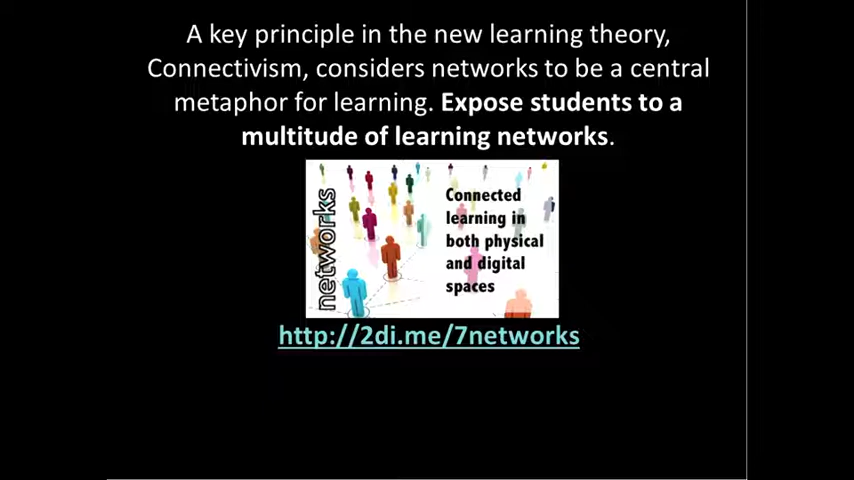 A key principle in the new learning theory,
Connectivism, considers networks to be a central
metaphor for learning. Expose students to a
multitude of learning networks.
networks
Connected
learning in
both physical
and digital
spaces
http://2di.me/7networks